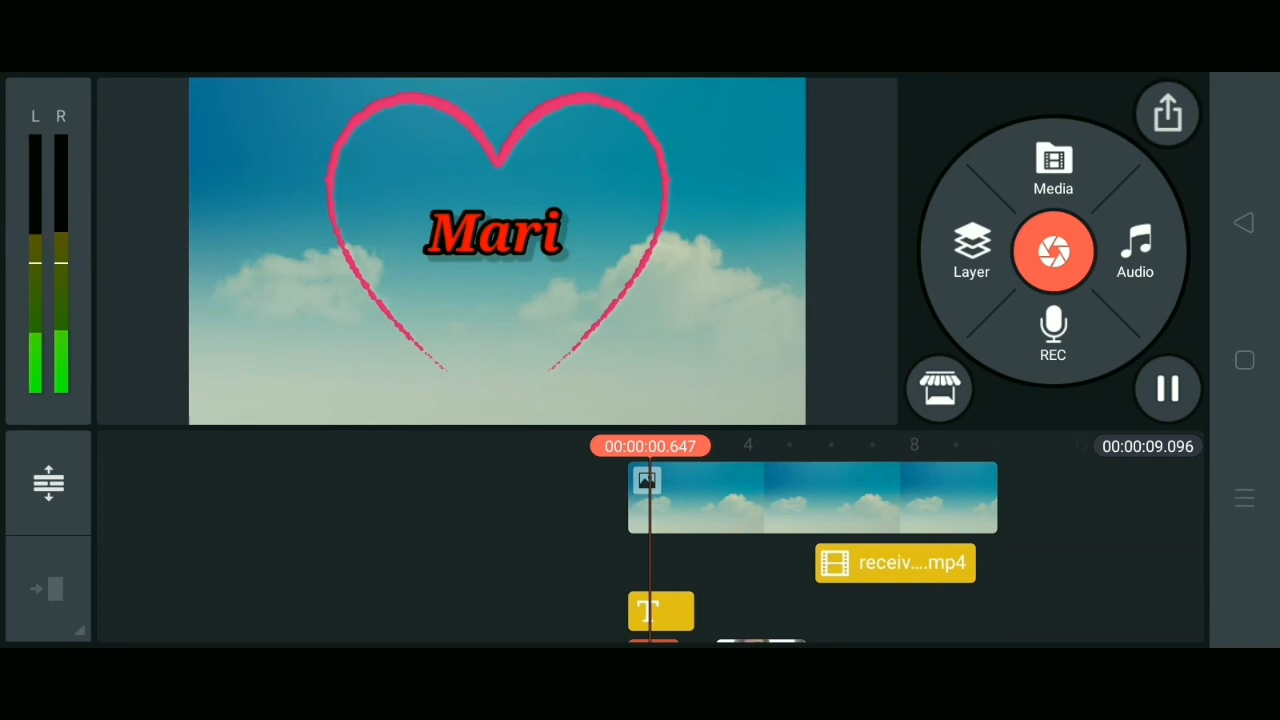 L R
Mari
Media
Layer
Audio
REC
00:00:00.647
4
8
00:00:09.096
receiv....mp4
T